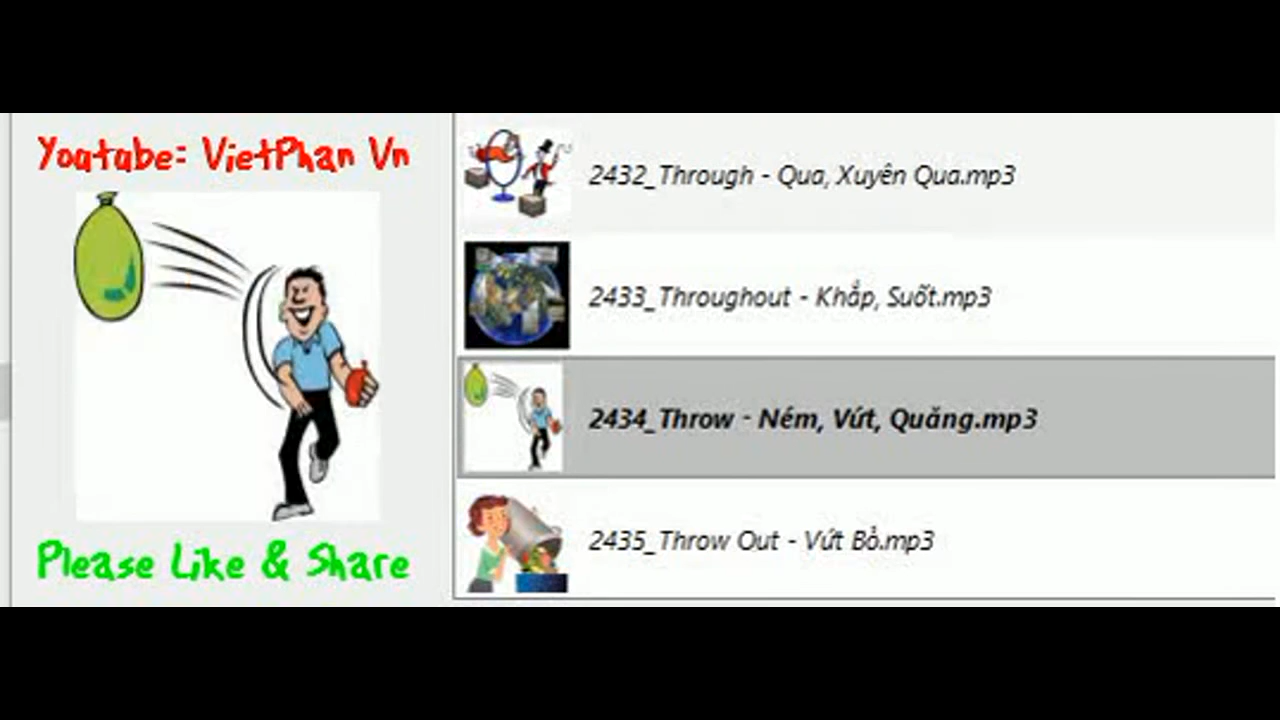 Youtube: VietPhan Vn
Please Like & Share
2432_Through - Qua, Xuyên Qua.mp3
2433_Throughout - Khắp, Suốt.mp3
2434_Throw - Ném, Vứt, Quăng.mp3
2435_Throw Out - Vứt Bỏ.mp3